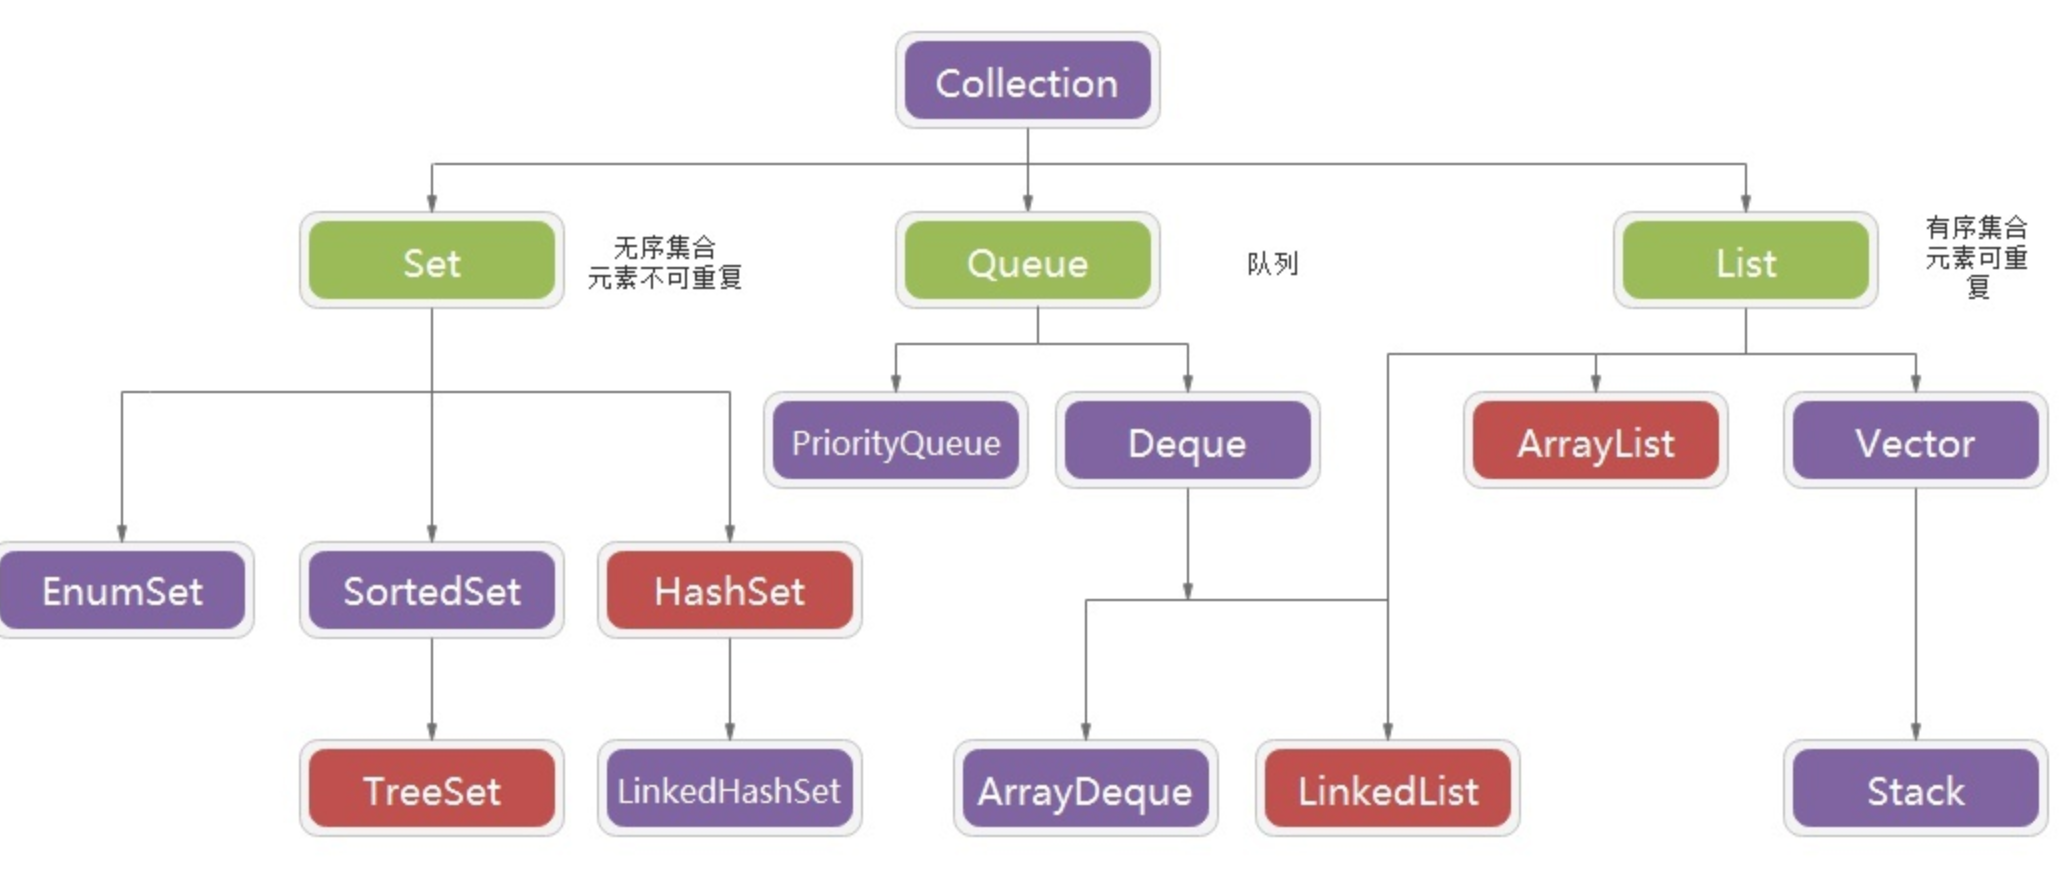 Collection
Set
无序集合
元素不可重复
Queue
队列
List
有序集合
元素可重
复
PriorityQueue
Deque
ArrayList
Vector
EnumSet
SortedSet
HashSet
TreeSet
LinkedHashSet
ArrayDeque
LinkedList
Stack